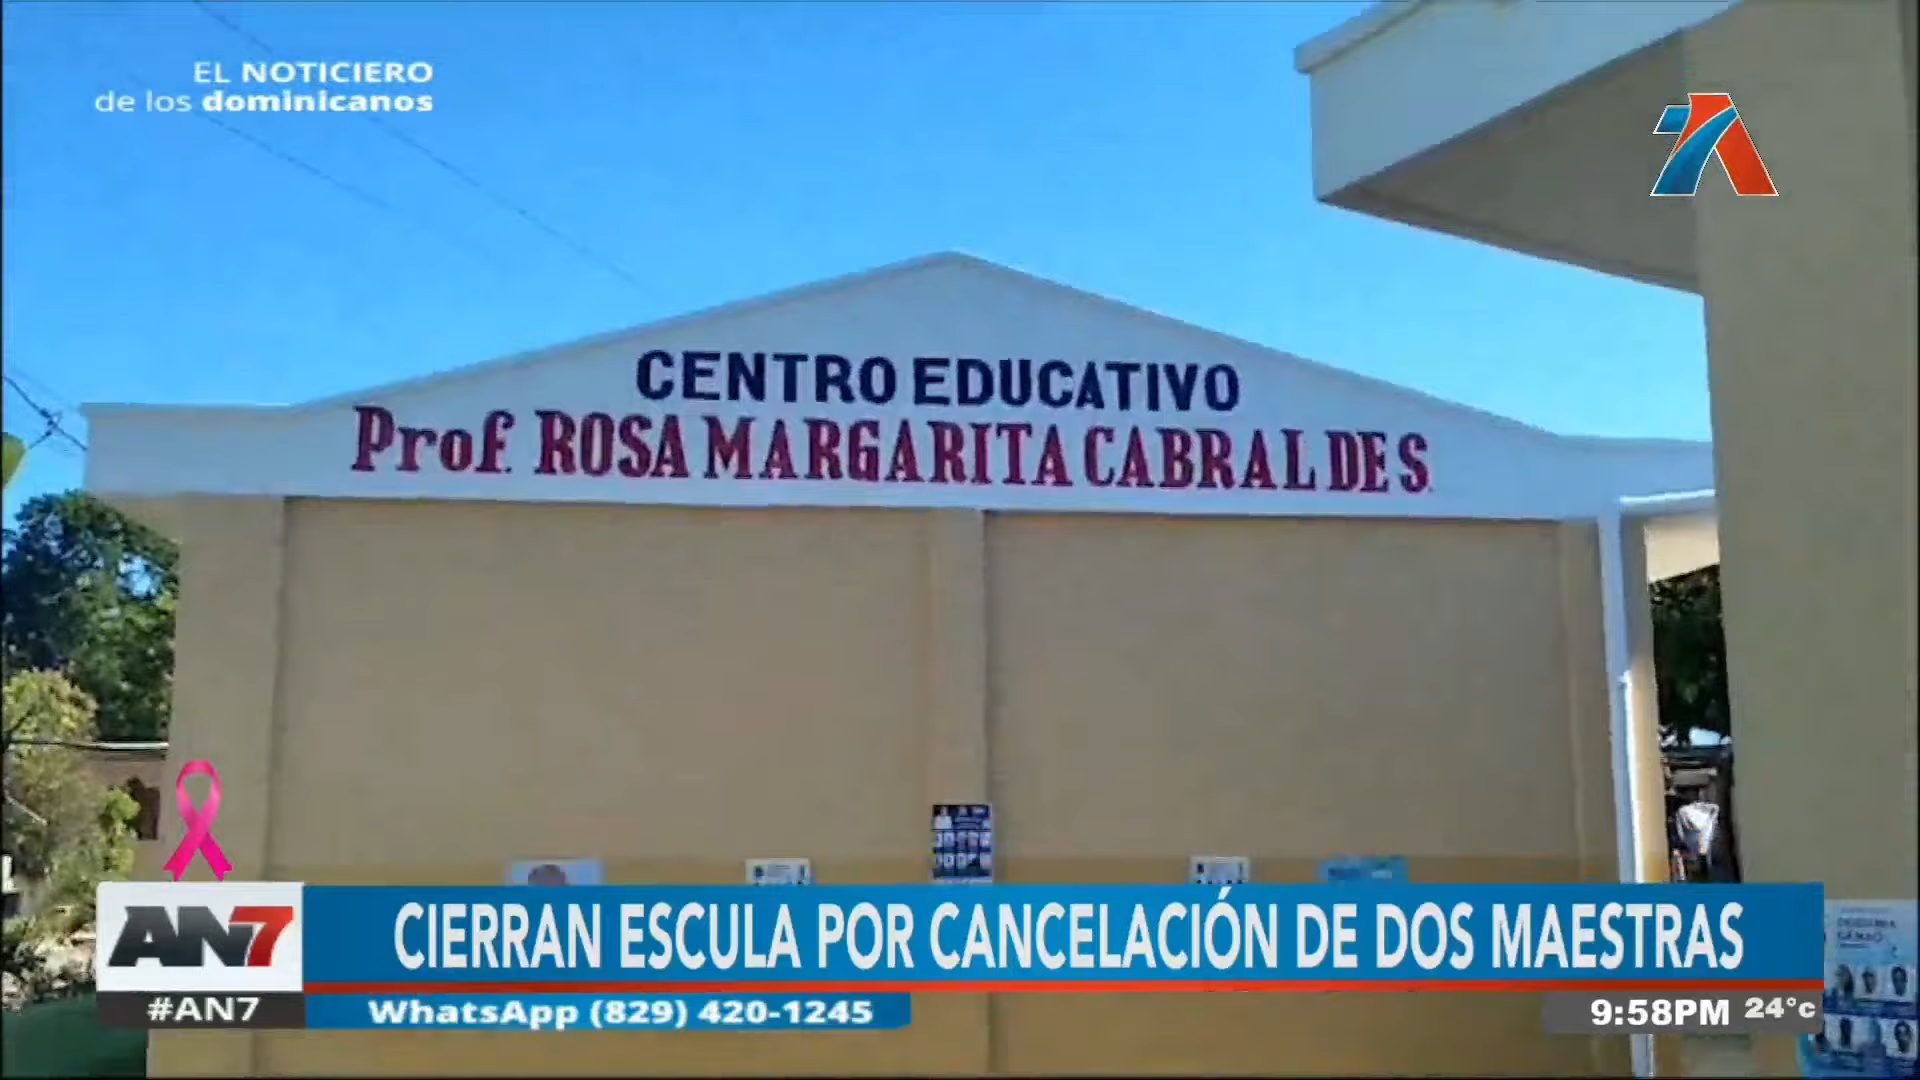 EL NOTICIERO
de los dominicanos
CENTRO EDUCATIVO
Prof. ROSA MARGARITA CABRAL DE S.
AN7
CIERRAN ESCULA POR CANCELACIÓN DE DOS MAESTRAS
#AN7
WhatsApp (829) 420-1245
9:58PM 24°c